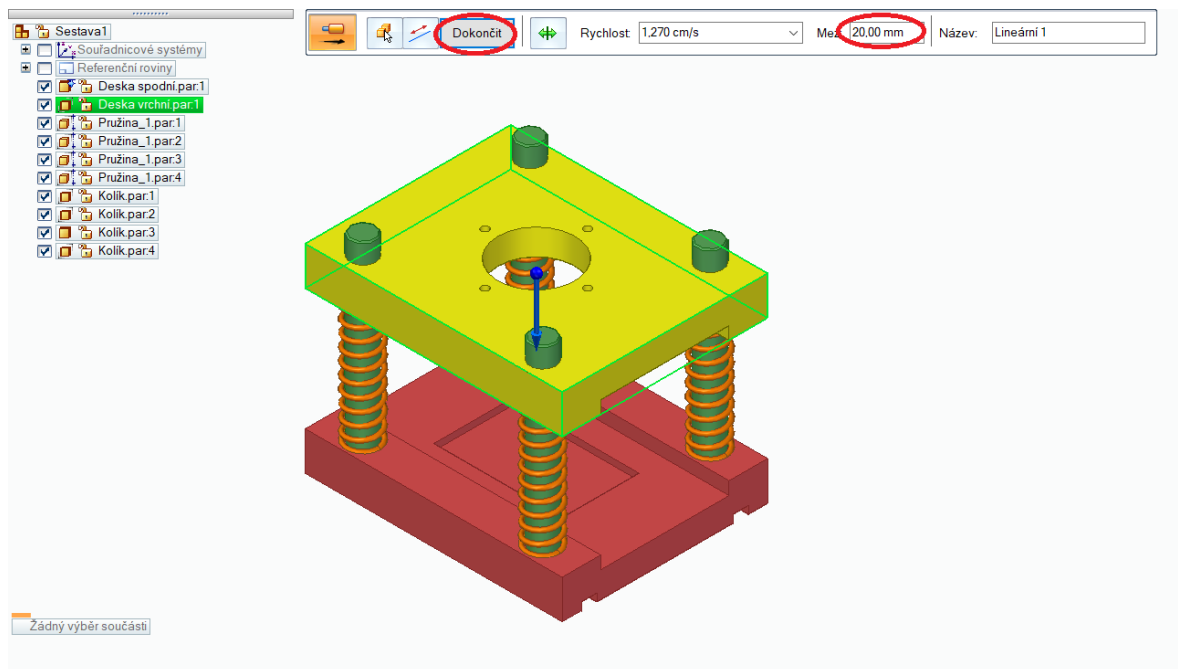 Sestava1
Souřadnicové systémy
Referenční roviny
Deska spodní.par:1
Deska vrchní.par:1
Pružina_1.par:1
Pružina_1.par:2
Pružina_1.par:3
Pružina_1.par:4
Kolík.par:1
Kolík.par:2
Kolík.par:3
Kolík.par:4
Dokončit Rychlost: 1,270 cm/s Mez: 20,00 mm Název: Lineární 1
Žádný výběr součásti